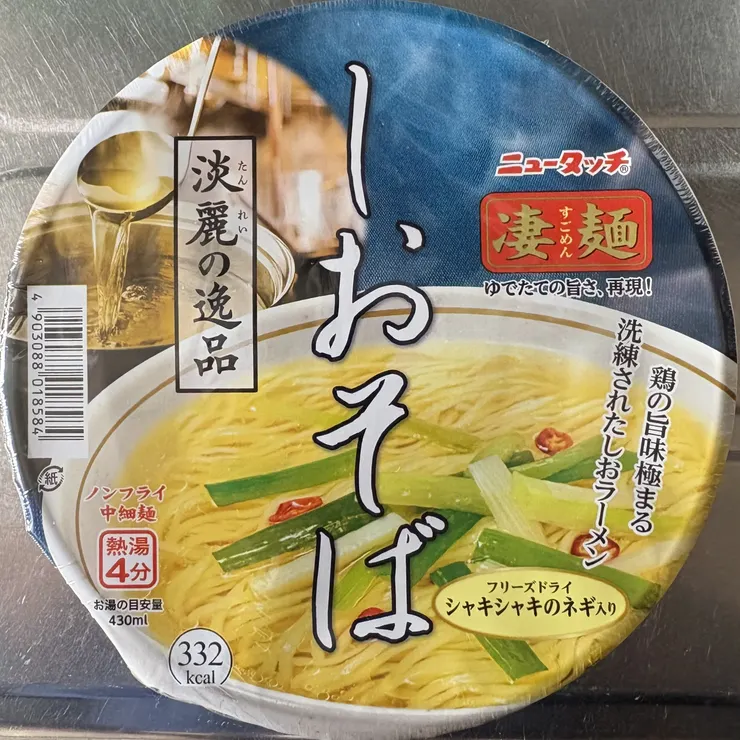 しおそば
淡麗の逸品
たんれい
ニュータッチ®
凄麺
すごめん
ゆでたての旨さ、再現!
鶏の旨味極まる
洗練されたしおラーメン
4 903088 018584
紙
ノンフライ
中細麺
熱湯
4分
お湯の目安量
430ml
332
kcal
フリーズドライ
シャキシャキのネギ入り